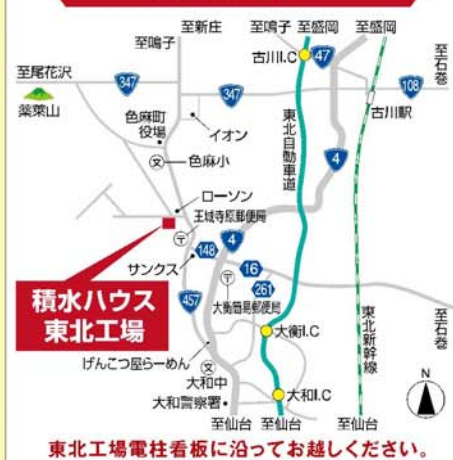 至新庄
至鳴子
至盛岡
至盛岡
至鳴子
古川I.C
47
至石巻
至尾花沢
347
347
108
薬莱山
色麻町
役場
イオン
古川駅
東北自動車道
4
色麻小
文
ローソン
王城寺原郵便局
〒
148
4
サンクス
16
積水ハウス
東北工場
457
〒
261
大衡簡易郵便局
東北新幹線
至石巻
大衡I.C
げんこつ屋らーめん
文
大和中
大和I.C
N
大和警察署
至仙台
至仙台
至仙台
東北工場電柱看板に沿ってお越しください。